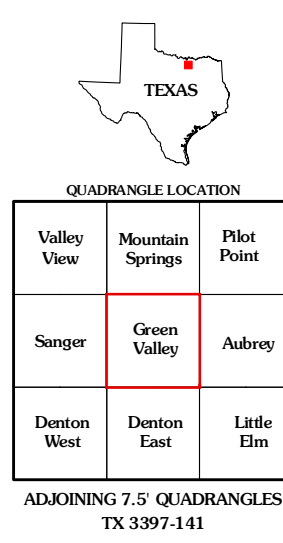 TEXAS
QUADRANGLE LOCATION
Valley
View
Mountain
Springs
Pilot
Point
Sanger
Green
Valley
Aubrey
Denton
West
Denton
East
Little
Elm
ADJOINING 7.5' QUADRANGLES
TX 3397-141